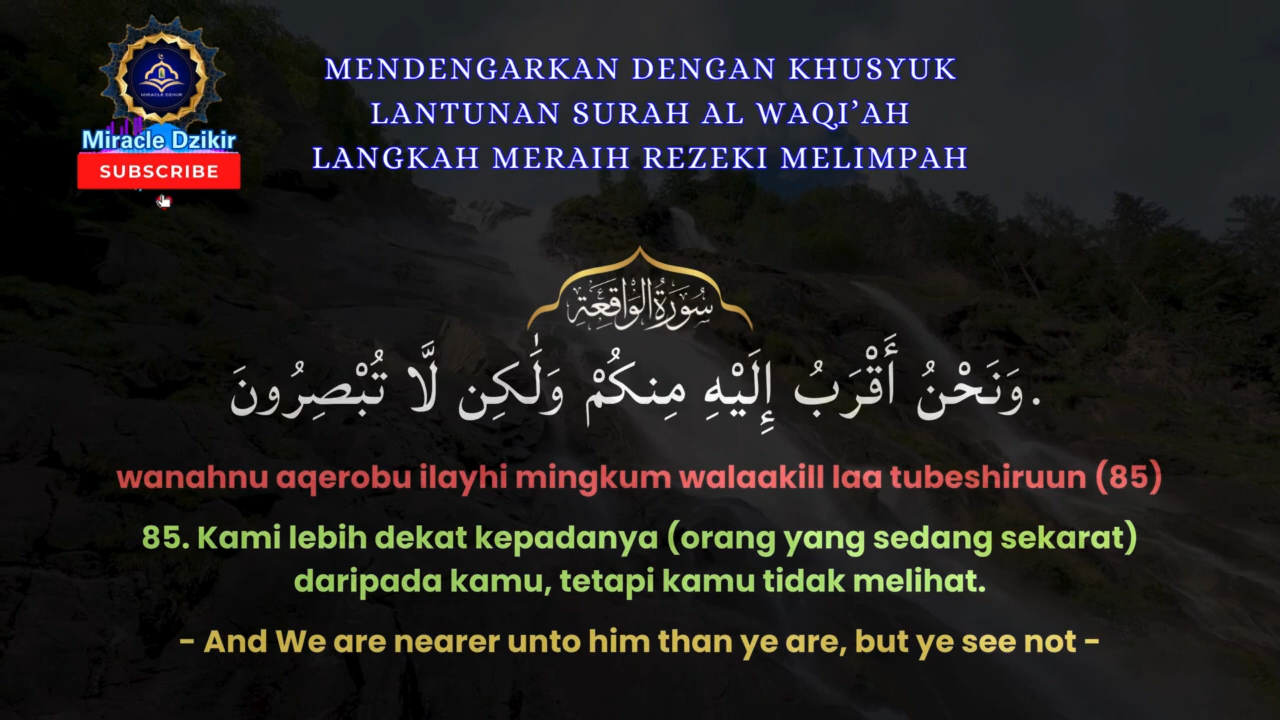 MENDENGARKAN DENGAN KHUSYUK
LANTUNAN SURAH AL WAQI’AH
LANGKAH MERAIH REZEKI MELIMPAH
MIRACLE DZIKIR
Miracle Dzikir
SUBSCRIBE
سُورَةُ الوَاقِعَةِ
وَنَحْنُ أَقْرَبُ إِلَيْهِ مِنكُمْ وَلَٰكِن لَّا تُبْصِرُونَ.
wanahnu aqerobu ilayhi mingkum walaakill laa tubeshiruun (85)
85. Kami lebih dekat kepadanya (orang yang sedang sekarat)
daripada kamu, tetapi kamu tidak melihat.
- And We are nearer unto him than ye are, but ye see not -